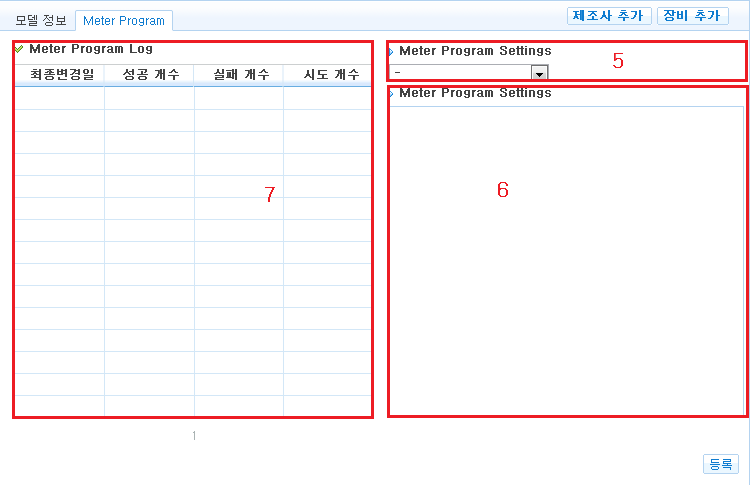 모델 정보 Meter Program 제조사 추가 장비 추가
Meter Program Log
최종변경일 성공 개수 실패 개수 시도 개수
7
1
Meter Program Settings
5
-
Meter Program Settings
6
등록